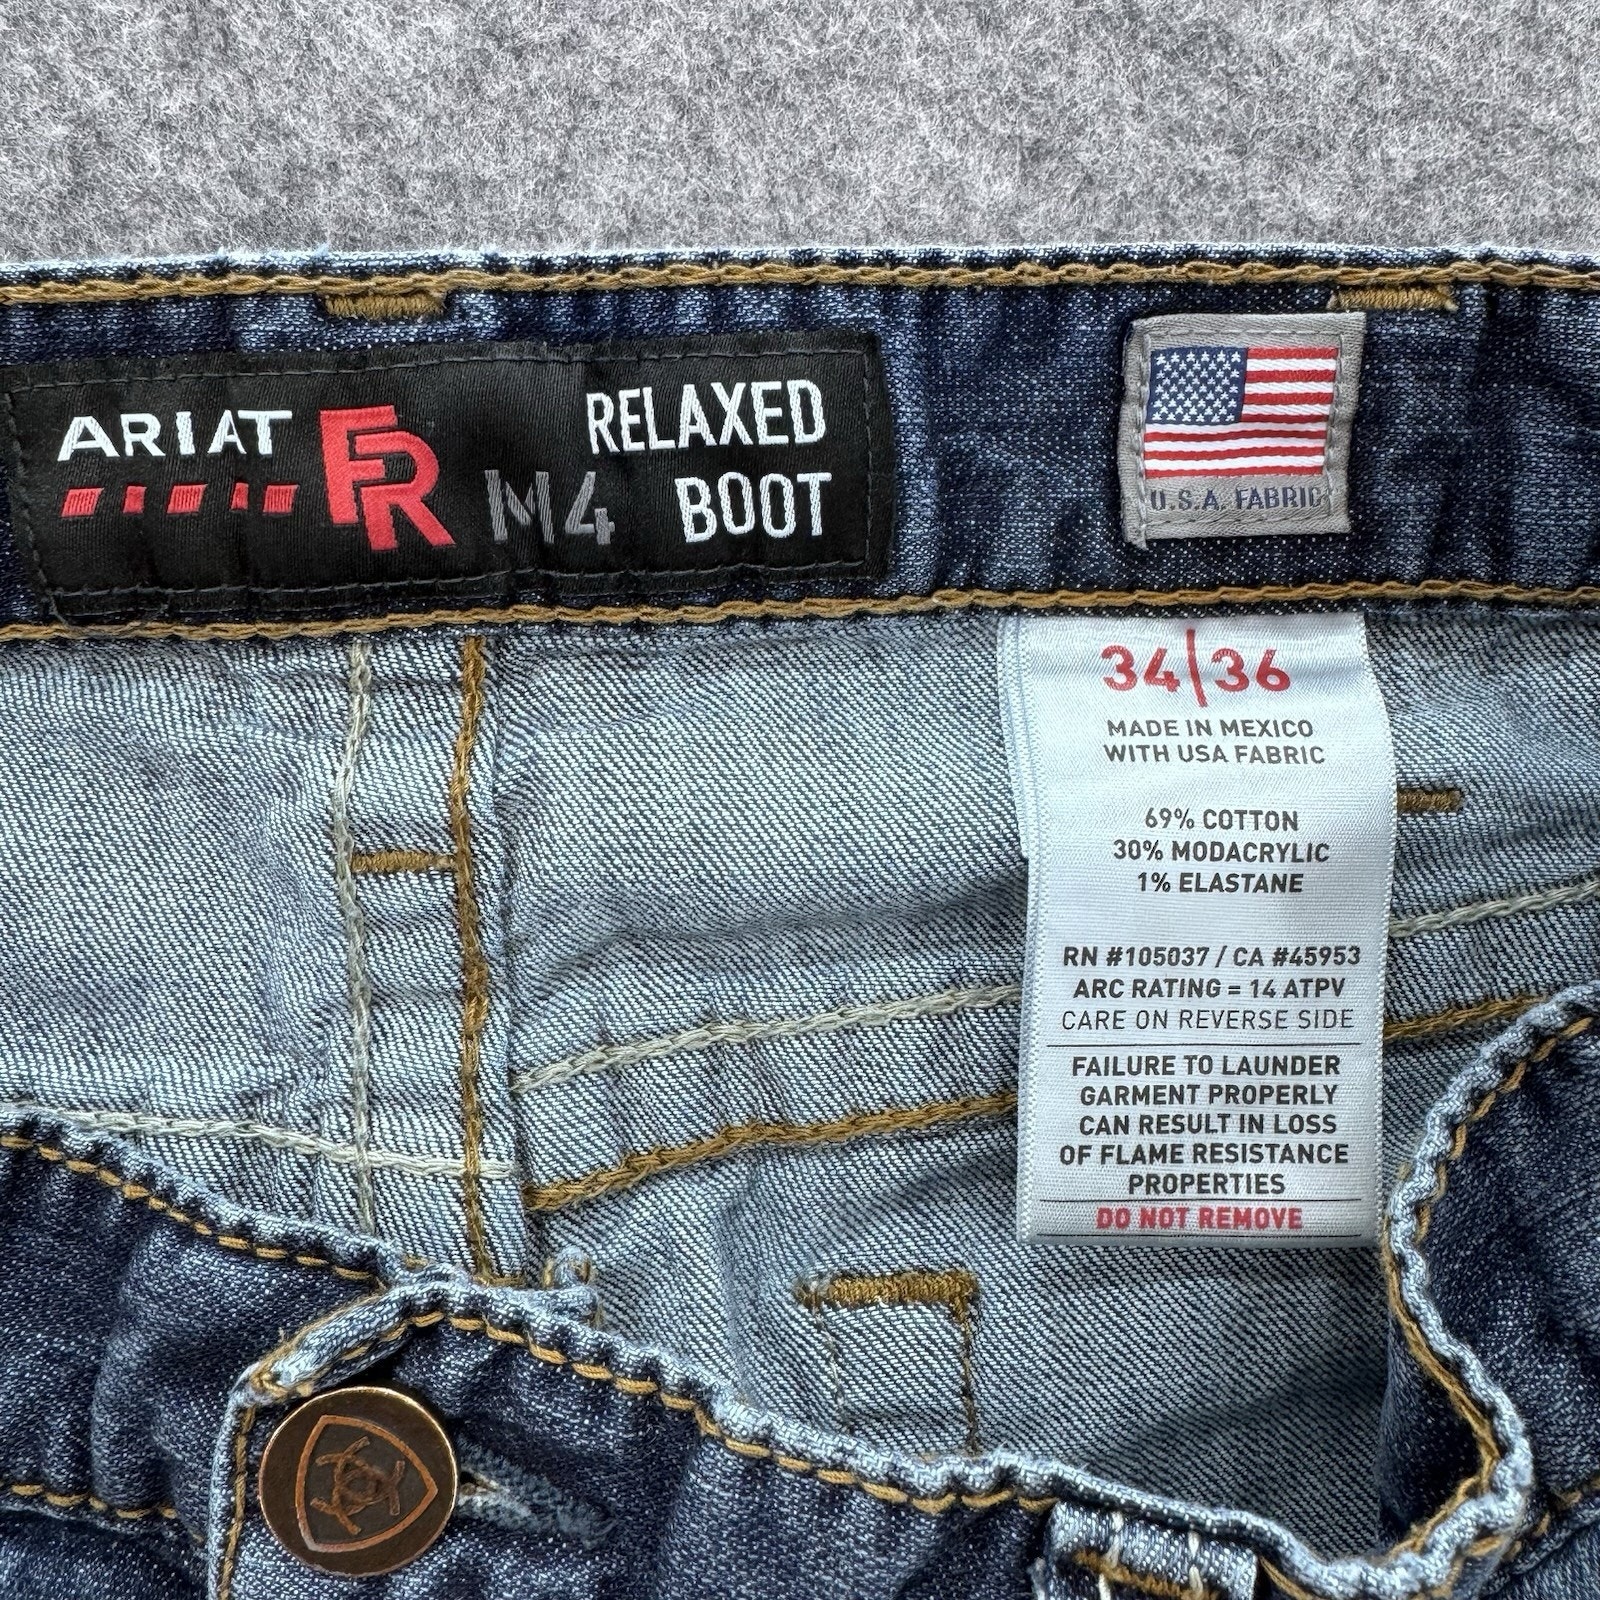 ARIAT FR M4 RELAXED
BOOT
U.S.A. FABRIC
34|36
MADE IN MEXICO
WITH USA FABRIC
69% COTTON
30% MODACRYLIC
1% ELASTANE
RN #105037 / CA #45953
ARC RATING = 14 ATPV
CARE ON REVERSE SIDE
FAILURE TO LAUNDER
GARMENT PROPERLY
CAN RESULT IN LOSS
OF FLAME RESISTANCE
PROPERTIES
DO NOT REMOVE